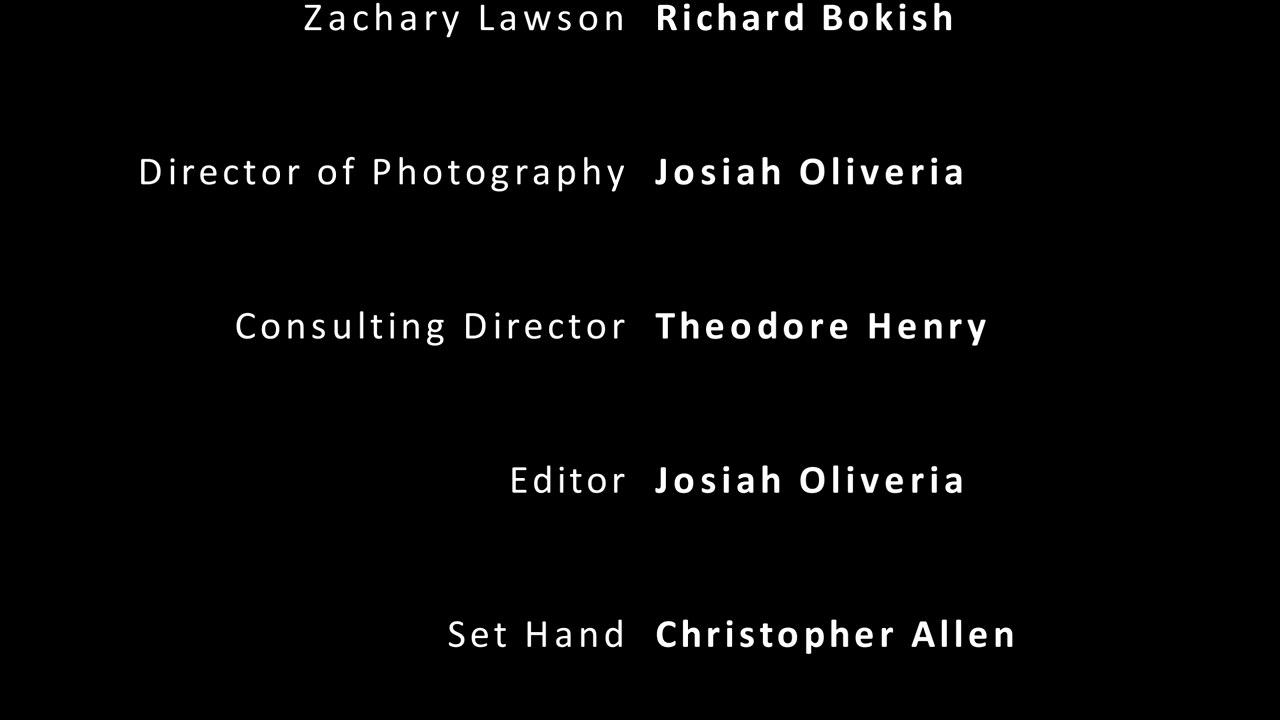 Zachary Lawson Richard Bokish
Director of Photography Josiah Oliveria
Consulting Director Theodore Henry
Editor Josiah Oliveria
Set Hand Christopher Allen